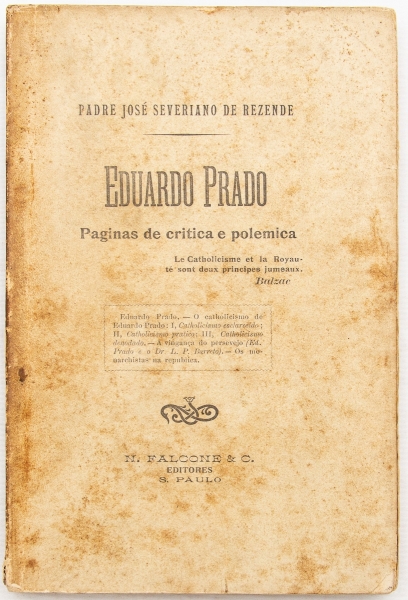 PADRE JOSÉ SEVERIANO DE REZENDE
EDUARDO PRADO
Paginas de critica e polemica
Le Catholicisme et la Royau-
té sont deux principes jumeaux.
Balzac
Eduardo Prado. — O catholicismo de
Eduardo Prado: I, Catholicismo esclarecido;
II, Catholicismo pratico; III, Catholicismo
denodado. — A vingança do persevejo (Ed.
Prado e o Dr. L. P. Barreto). — Os mo-
narchistas na republica.
N. FALCONE & C.
EDITORES
S. PAULO